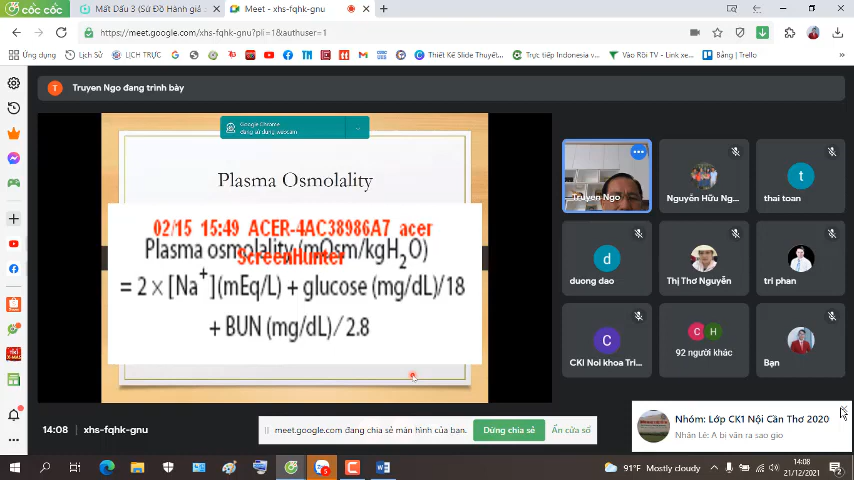 CỐC CỐC
Mất Dấu 3 (Sứ Đồ Hành giả :
Meet - xhs-fqhk-gnu
https://meet.google.com/xhs-fqhk-gnu?pli=1&authuser=1
Ứng dụng
Lịch Sử
LỊCH TRỰC
Thiết Kế Slide Thuyết...
Trực tiếp Indonesia v...
Vào Rồi TV - Link xe...
Bảng | Trello
T
Truyen Ngo đang trình bày
Google Chrome
đang sử dụng webcam
Plasma Osmolality
02/15 15:49 ACER-4AC38986A7 acer
Plasma osmolality (mOsm/kgH2O)
ScreenHunter
= 2 × [Na+](mEq/L) + glucose (mg/dL)/18
+ BUN (mg/dL)/2.8
Truyen Ngo
Nguyễn Hữu Ng...
t
thai toan
d
duong dao
Thị Thơ Nguyễn
tri phan
C
CKI Noi khoa Tri...
C H
92 người khác
Bạn
14:08
xhs-fqhk-gnu
meet.google.com đang chia sẻ màn hình của bạn.
Dừng chia sẻ
Ẩn cửa sổ
Nhóm: Lớp CK1 Nội Cần Thơ 2020
Nhân Lê: A bị văn ra sao gio
91°F Mostly cloudy
14:08
21/12/2021
2